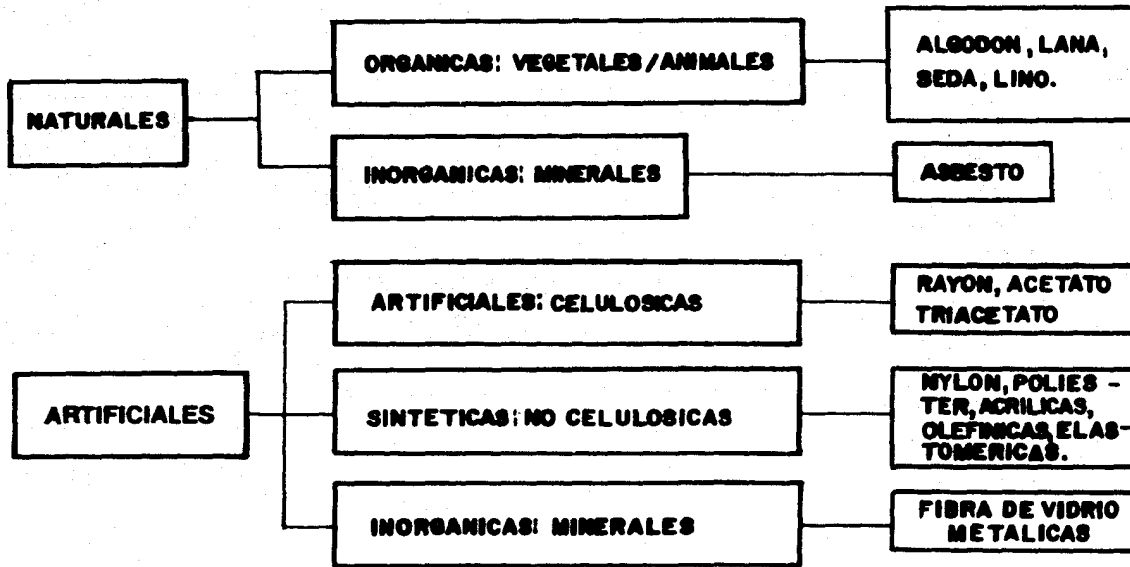 NATURALES
ORGANICAS: VEGETALES/ANIMALES
ALGODON, LANA,
SEDA, LINO.
INORGANICAS: MINERALES
ASBESTO
ARTIFICIALES
ARTIFICIALES: CELULOSICAS
RAYON, ACETATO
TRIACETATO
SINTETICAS: NO CELULOSICAS
NYLON, POLIES-
TER, ACRILICAS,
OLEFINICAS, ELAS-
TOMERICAS.
INORGANICAS: MINERALES
FIBRA DE VIDRIO
METALICAS